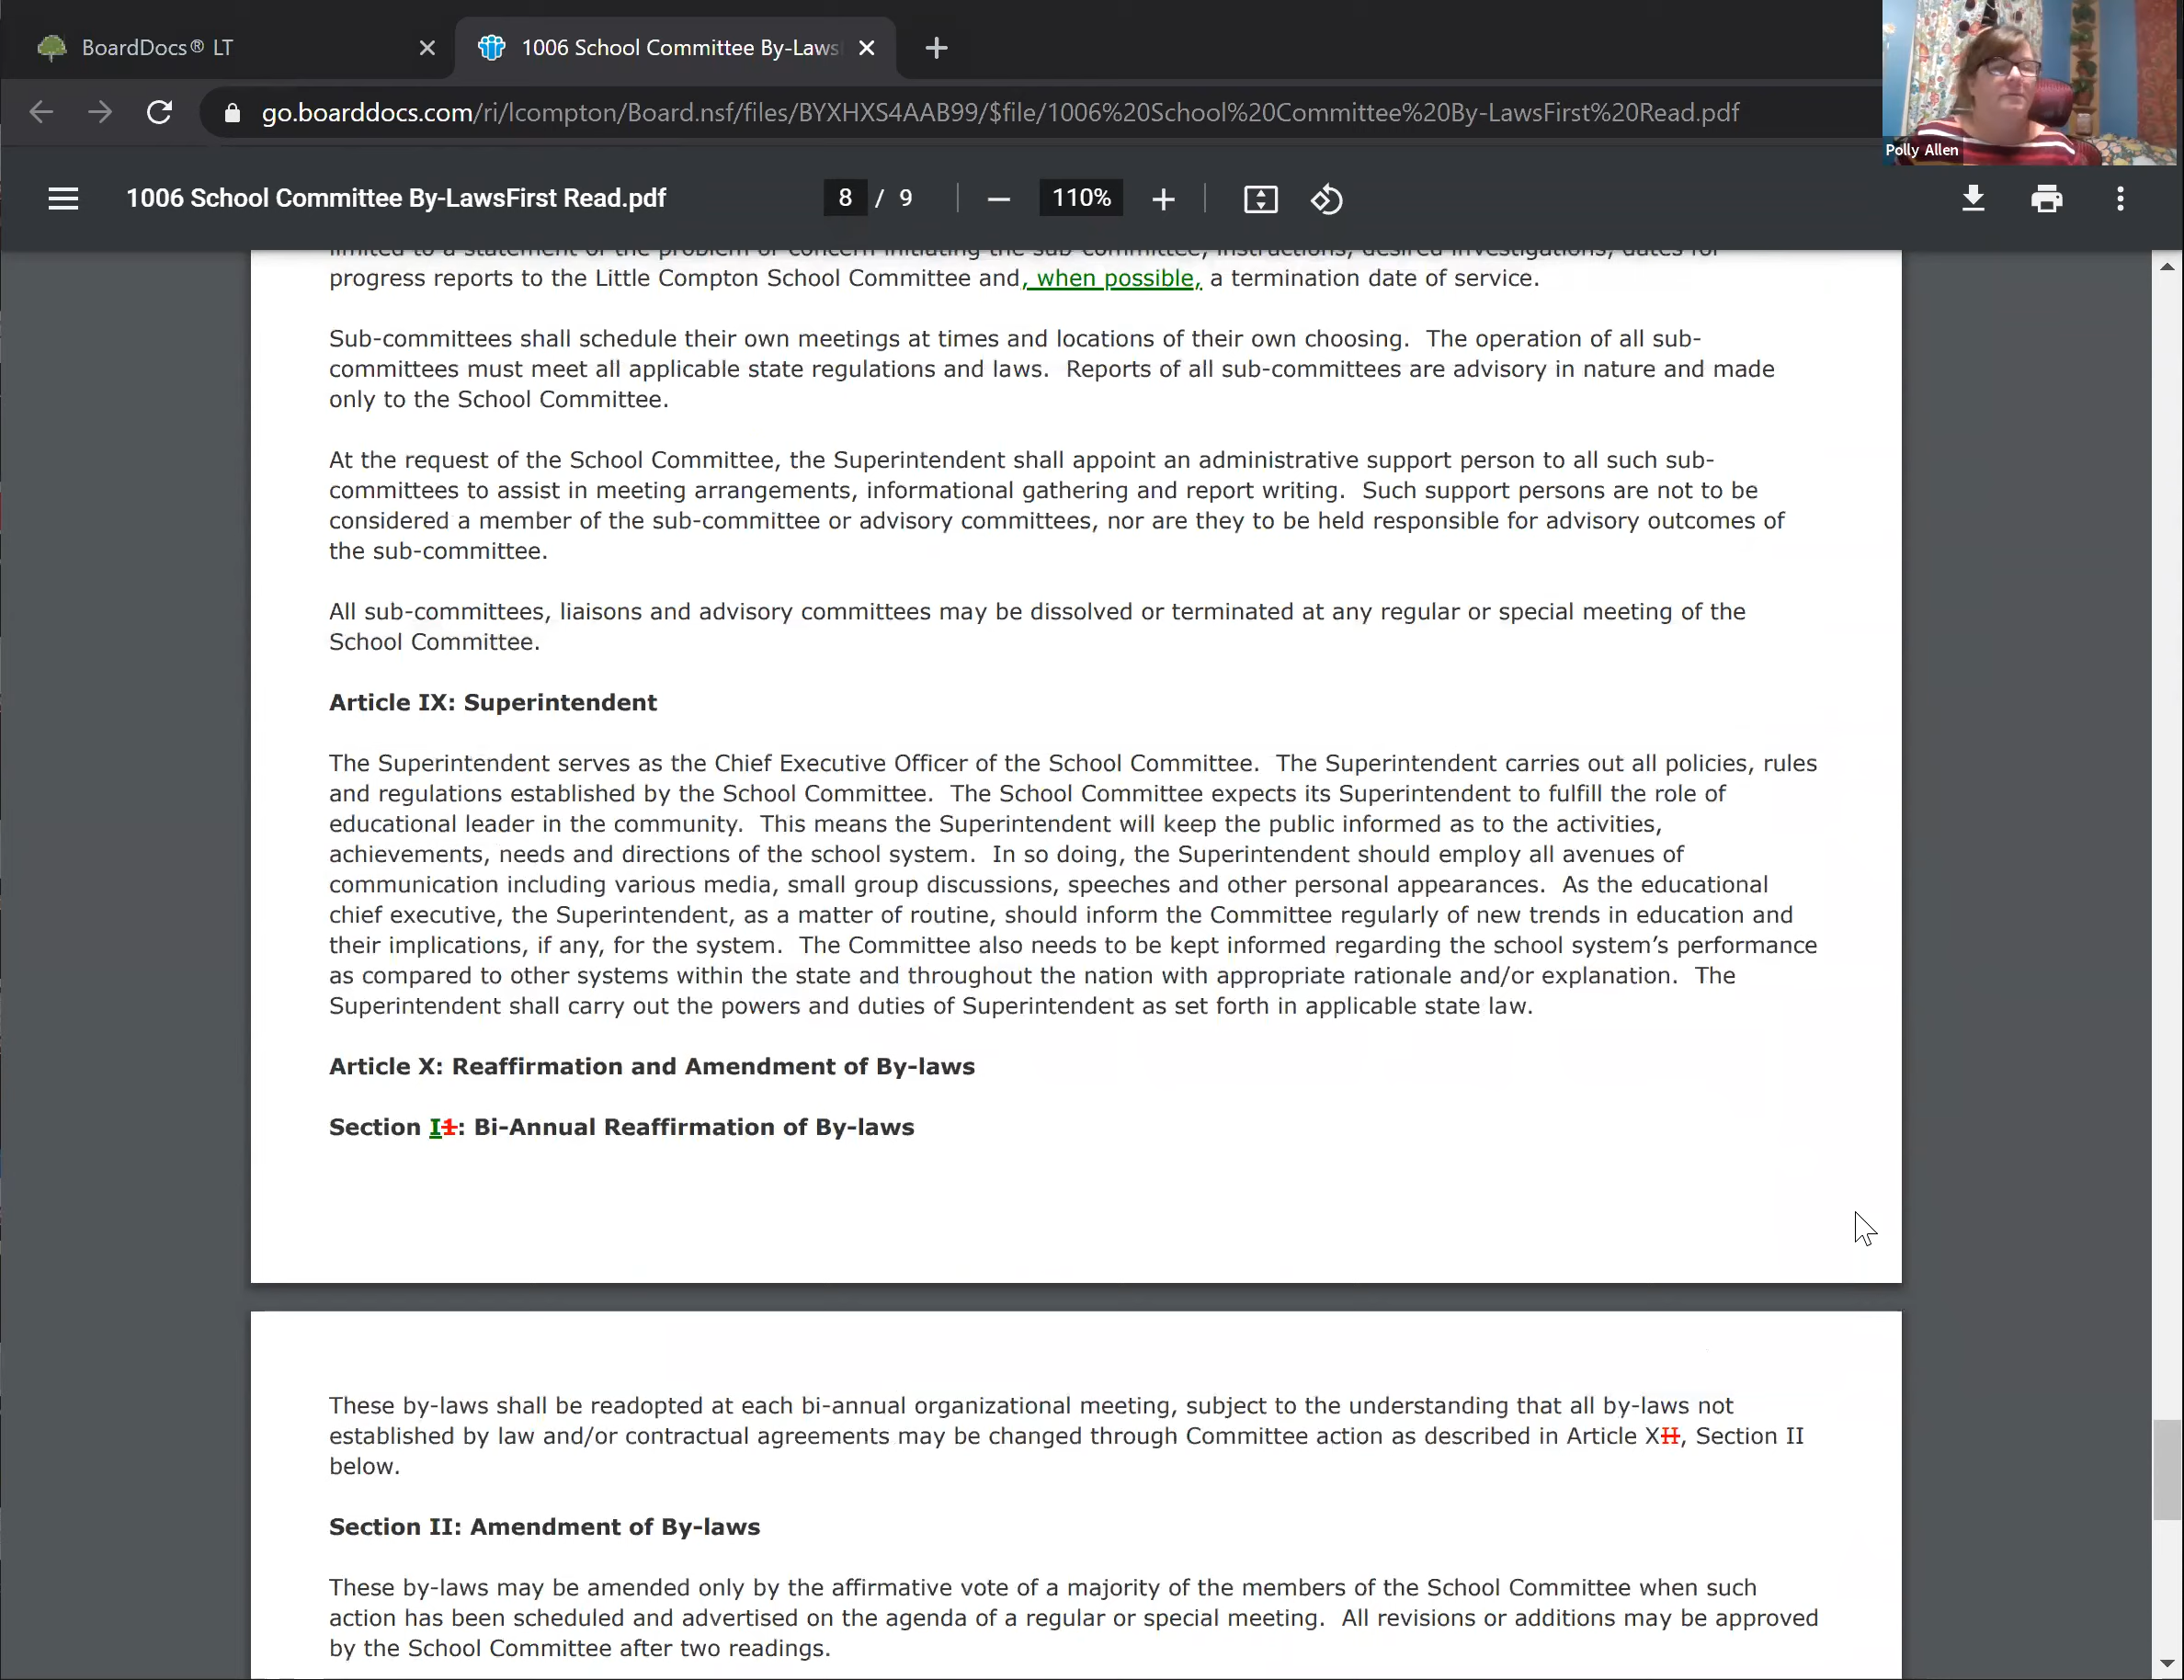 BoardDocs® LT
1006 School Committee By-Laws
go.boarddocs.com/ri/lcompton/Board.nsf/files/BYXHXS4AAB99/$file/1006%20School%20Committee%20By-LawsFirst%20Read.pdf
Polly Allen
1006 School Committee By-LawsFirst Read.pdf
8 / 9
110%
limited to a statement of the problem or concern initiating the sub-committee, instructions, desired investigations, dates for
progress reports to the Little Compton School Committee and, when possible, a termination date of service.
Sub-committees shall schedule their own meetings at times and locations of their own choosing.  The operation of all sub-
committees must meet all applicable state regulations and laws.  Reports of all sub-committees are advisory in nature and made
only to the School Committee.
At the request of the School Committee, the Superintendent shall appoint an administrative support person to all such sub-
committees to assist in meeting arrangements, informational gathering and report writing.  Such support persons are not to be
considered a member of the sub-committee or advisory committees, nor are they to be held responsible for advisory outcomes of
the sub-committee.
All sub-committees, liaisons and advisory committees may be dissolved or terminated at any regular or special meeting of the
School Committee.
Article IX: Superintendent
The Superintendent serves as the Chief Executive Officer of the School Committee.  The Superintendent carries out all policies, rules
and regulations established by the School Committee.  The School Committee expects its Superintendent to fulfill the role of
educational leader in the community.  This means the Superintendent will keep the public informed as to the activities,
achievements, needs and directions of the school system.  In so doing, the Superintendent should employ all avenues of
communication including various media, small group discussions, speeches and other personal appearances.  As the educational
chief executive, the Superintendent, as a matter of routine, should inform the Committee regularly of new trends in education and
their implications, if any, for the system.  The Committee also needs to be kept informed regarding the school system's performance
as compared to other systems within the state and throughout the nation with appropriate rationale and/or explanation.  The
Superintendent shall carry out the powers and duties of Superintendent as set forth in applicable state law.
Article X: Reaffirmation and Amendment of By-laws
Section I1: Bi-Annual Reaffirmation of By-laws
These by-laws shall be readopted at each bi-annual organizational meeting, subject to the understanding that all by-laws not
established by law and/or contractual agreements may be changed through Committee action as described in Article XII, Section II
below.
Section II: Amendment of By-laws
These by-laws may be amended only by the affirmative vote of a majority of the members of the School Committee when such
action has been scheduled and advertised on the agenda of a regular or special meeting.  All revisions or additions may be approved
by the School Committee after two readings.